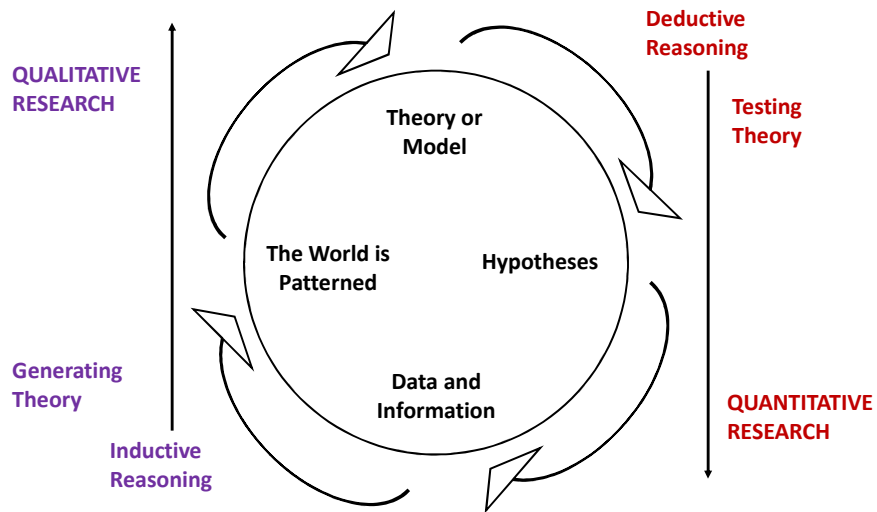 Deductive
Reasoning
QUALITATIVE
RESEARCH
Testing
Theory
Theory or
Model
The World is
Patterned
Hypotheses
Generating
Theory
Data and
Information
QUANTITATIVE
RESEARCH
Inductive
Reasoning